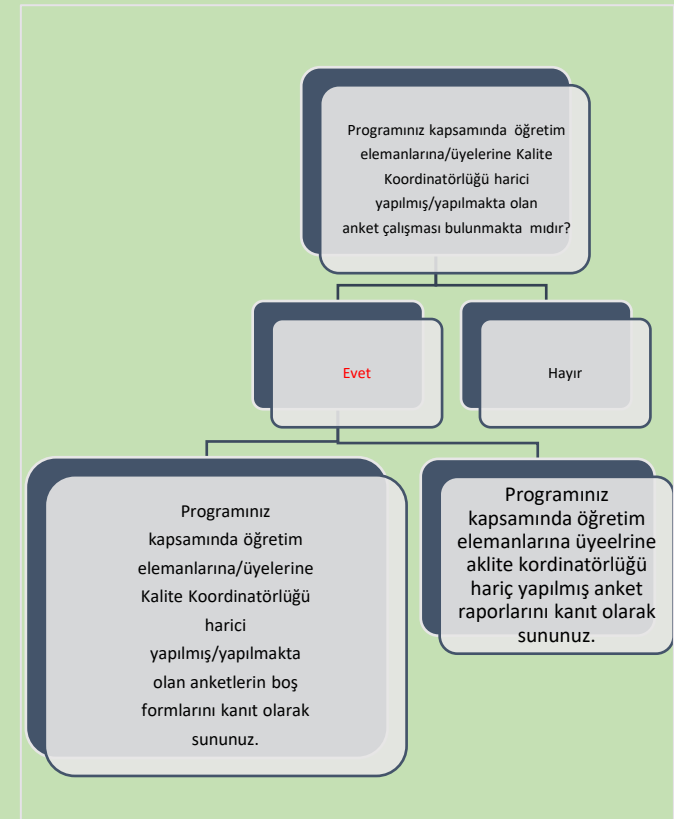 Programınız kapsamında öğretim
elemanlarına/üyelerine Kalite
Koordinatörlüğü harici
yapılmış/yapılmakta olan
anket çalışması bulunmakta mıdır?
Evet
Hayır
Programınız
kapsamında öğretim
elemanlarına/üyelerine
Kalite Koordinatörlüğü
harici
yapılmış/yapılmakta
olan anketlerin boş
formlarını kanıt olarak
sununuz.
Programınız
kapsamında öğretim
elemanlarına üyeelrine
aklite kordinatörlüğü
hariç yapılmış anket
raporlarını kanıt olarak
sununuz.